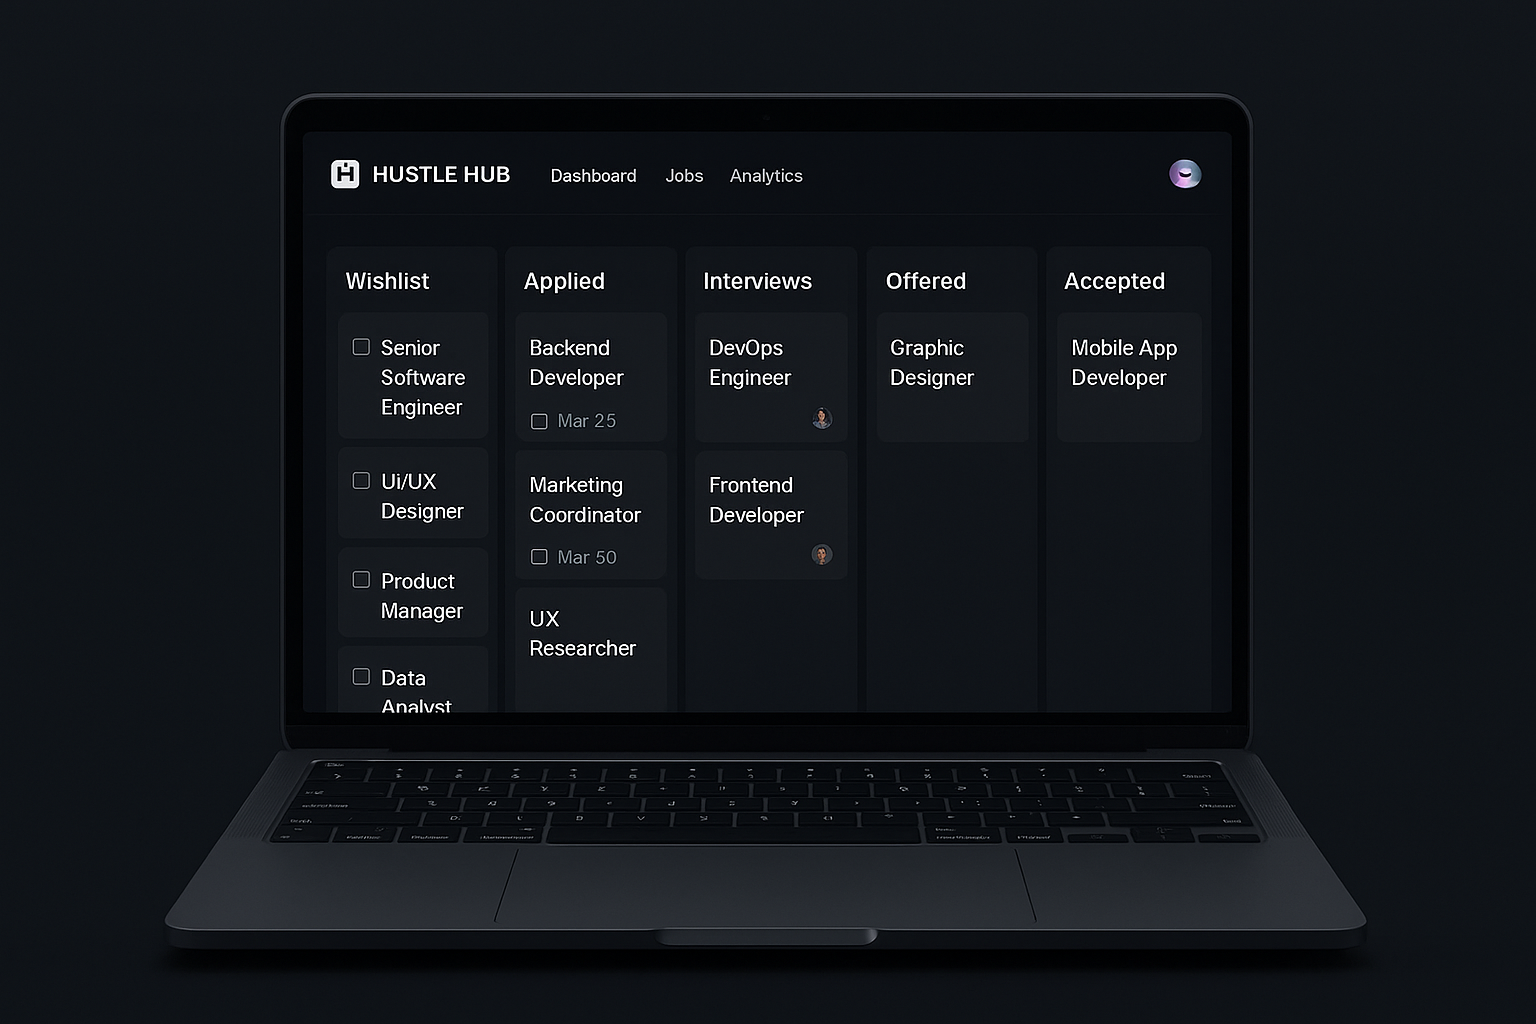 H HUSTLE HUB Dashboard Jobs Analytics
Wishlist
Senior
Software
Engineer
Ui/UX
Designer
Product
Manager
Data
Analyst
Applied
Backend
Developer
Mar 25
Marketing
Coordinator
Mar 50
UX
Researcher
Interviews
DevOps
Engineer
Frontend
Developer
Offered
Graphic
Designer
Accepted
Mobile App
Developer